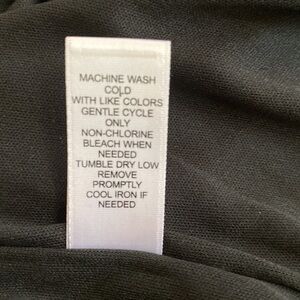 MACHINE WASH
COLD
WITH LIKE COLORS
GENTLE CYCLE
ONLY
NON-CHLORINE
BLEACH WHEN
NEEDED
TUMBLE DRY LOW
REMOVE
PROMPTLY
COOL IRON IF
NEEDED